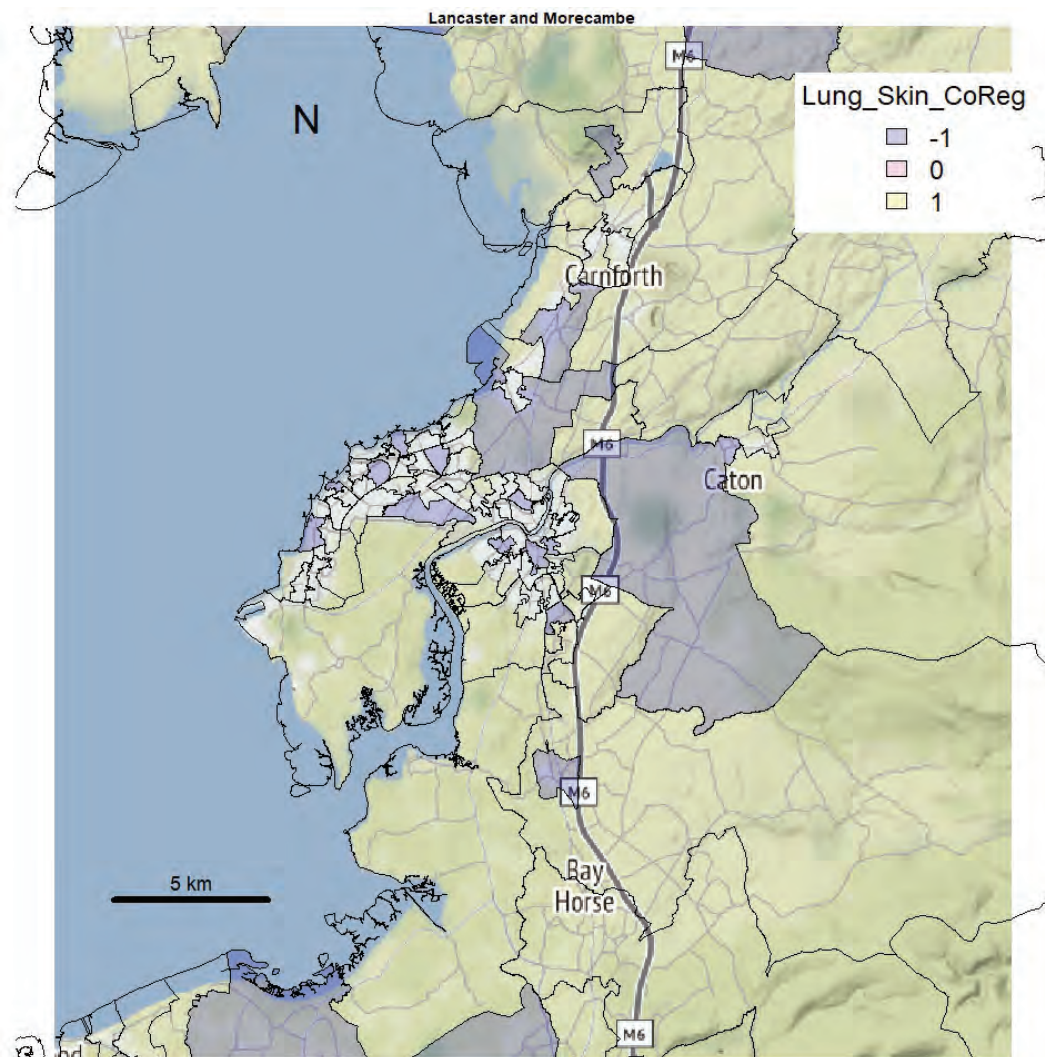 Lancaster and Morecambe
M6
N
Lung_Skin_CoReg
-1
0
1
Carnforth
M6
Caton
M6
M6
5 km
Bay
Horse
M6